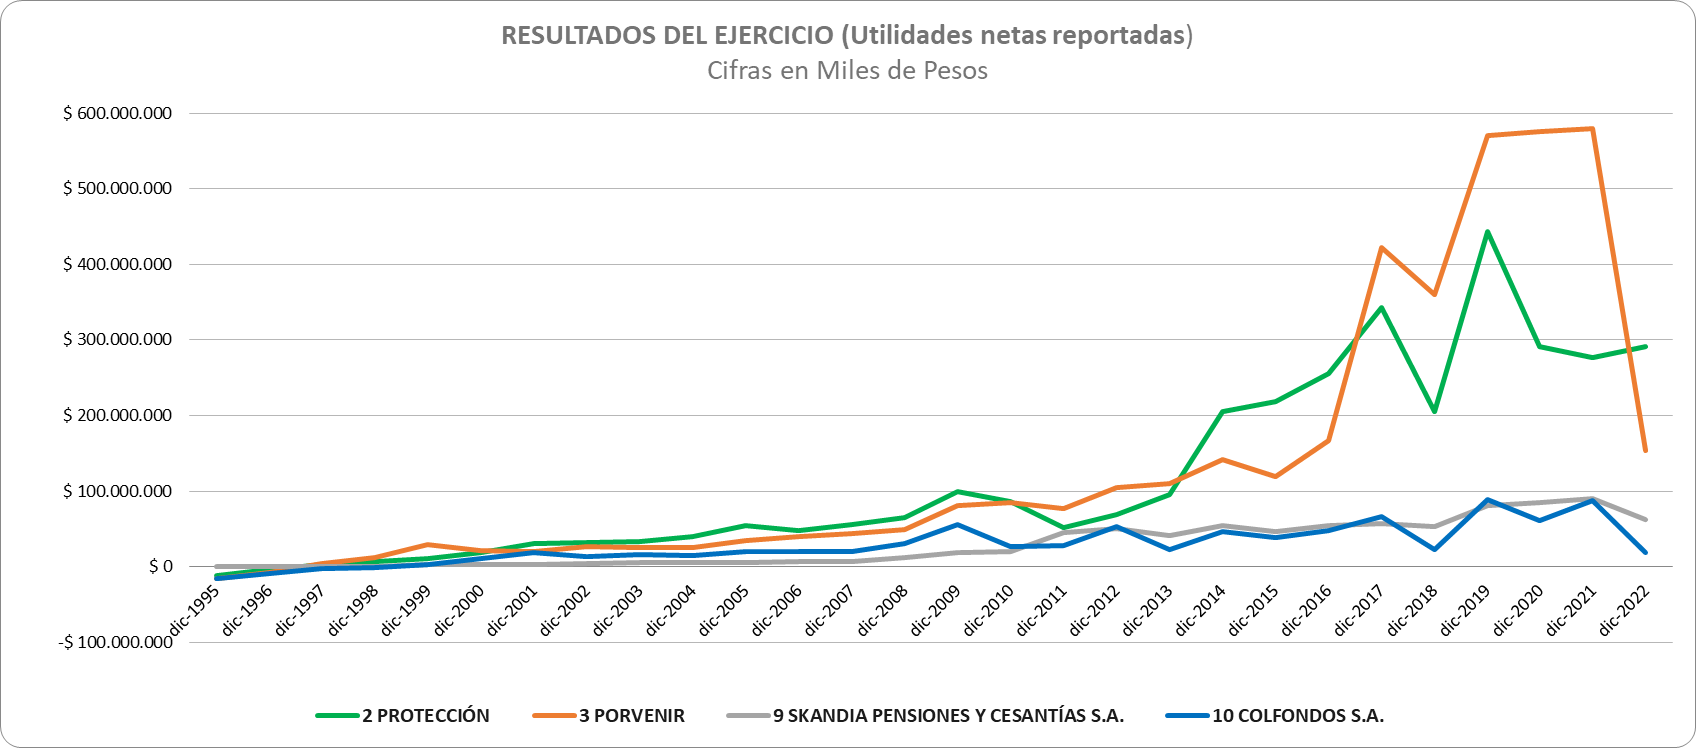 RESULTADOS DEL EJERCICIO (Utilidades netas reportadas)
Cifras en Miles de Pesos
$ 600.000.000
$ 500.000.000
$ 400.000.000
$ 300.000.000
$ 200.000.000
$ 100.000.000
$ 0
-$ 100.000.000
dic-1995
dic-1996
dic-1997
dic-1998
dic-1999
dic-2000
dic-2001
dic-2002
dic-2003
dic-2004
dic-2005
dic-2006
dic-2007
dic-2008
dic-2009
dic-2010
dic-2011
dic-2012
dic-2013
dic-2014
dic-2015
dic-2016
dic-2017
dic-2018
dic-2019
dic-2020
dic-2021
dic-2022
2 PROTECCIÓN
3 PORVENIR
9 SKANDIA PENSIONES Y CESANTÍAS S.A.
10 COLFONDOS S.A.